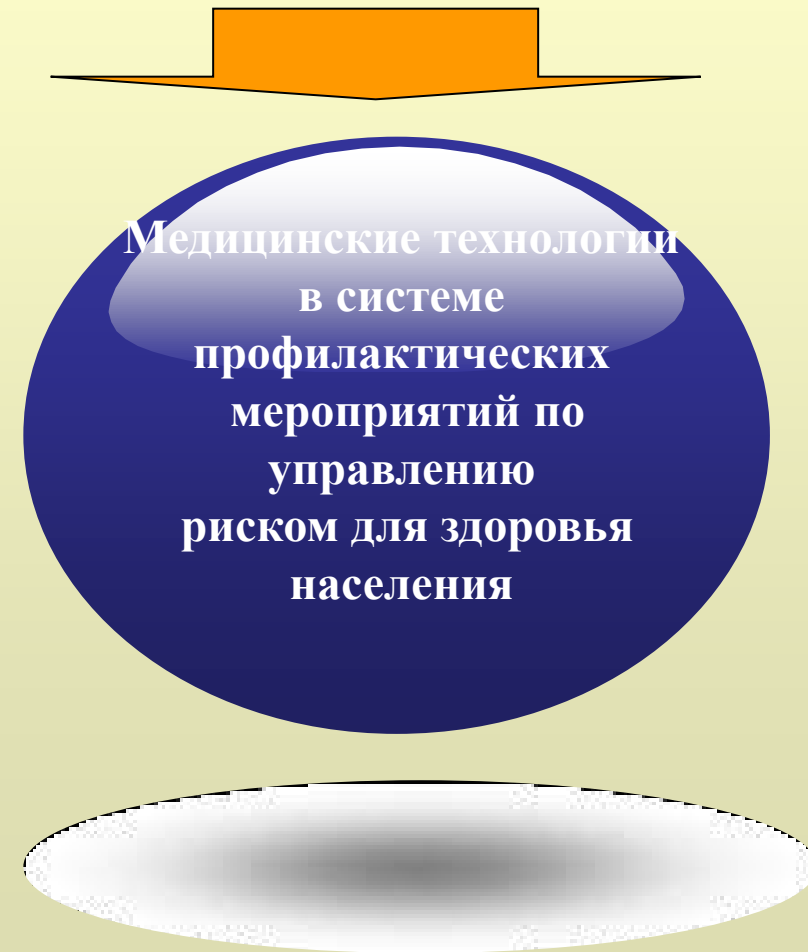 Медицинские технологии
в системе
профилактических
мероприятий по
управлению
риском для здоровья
населения